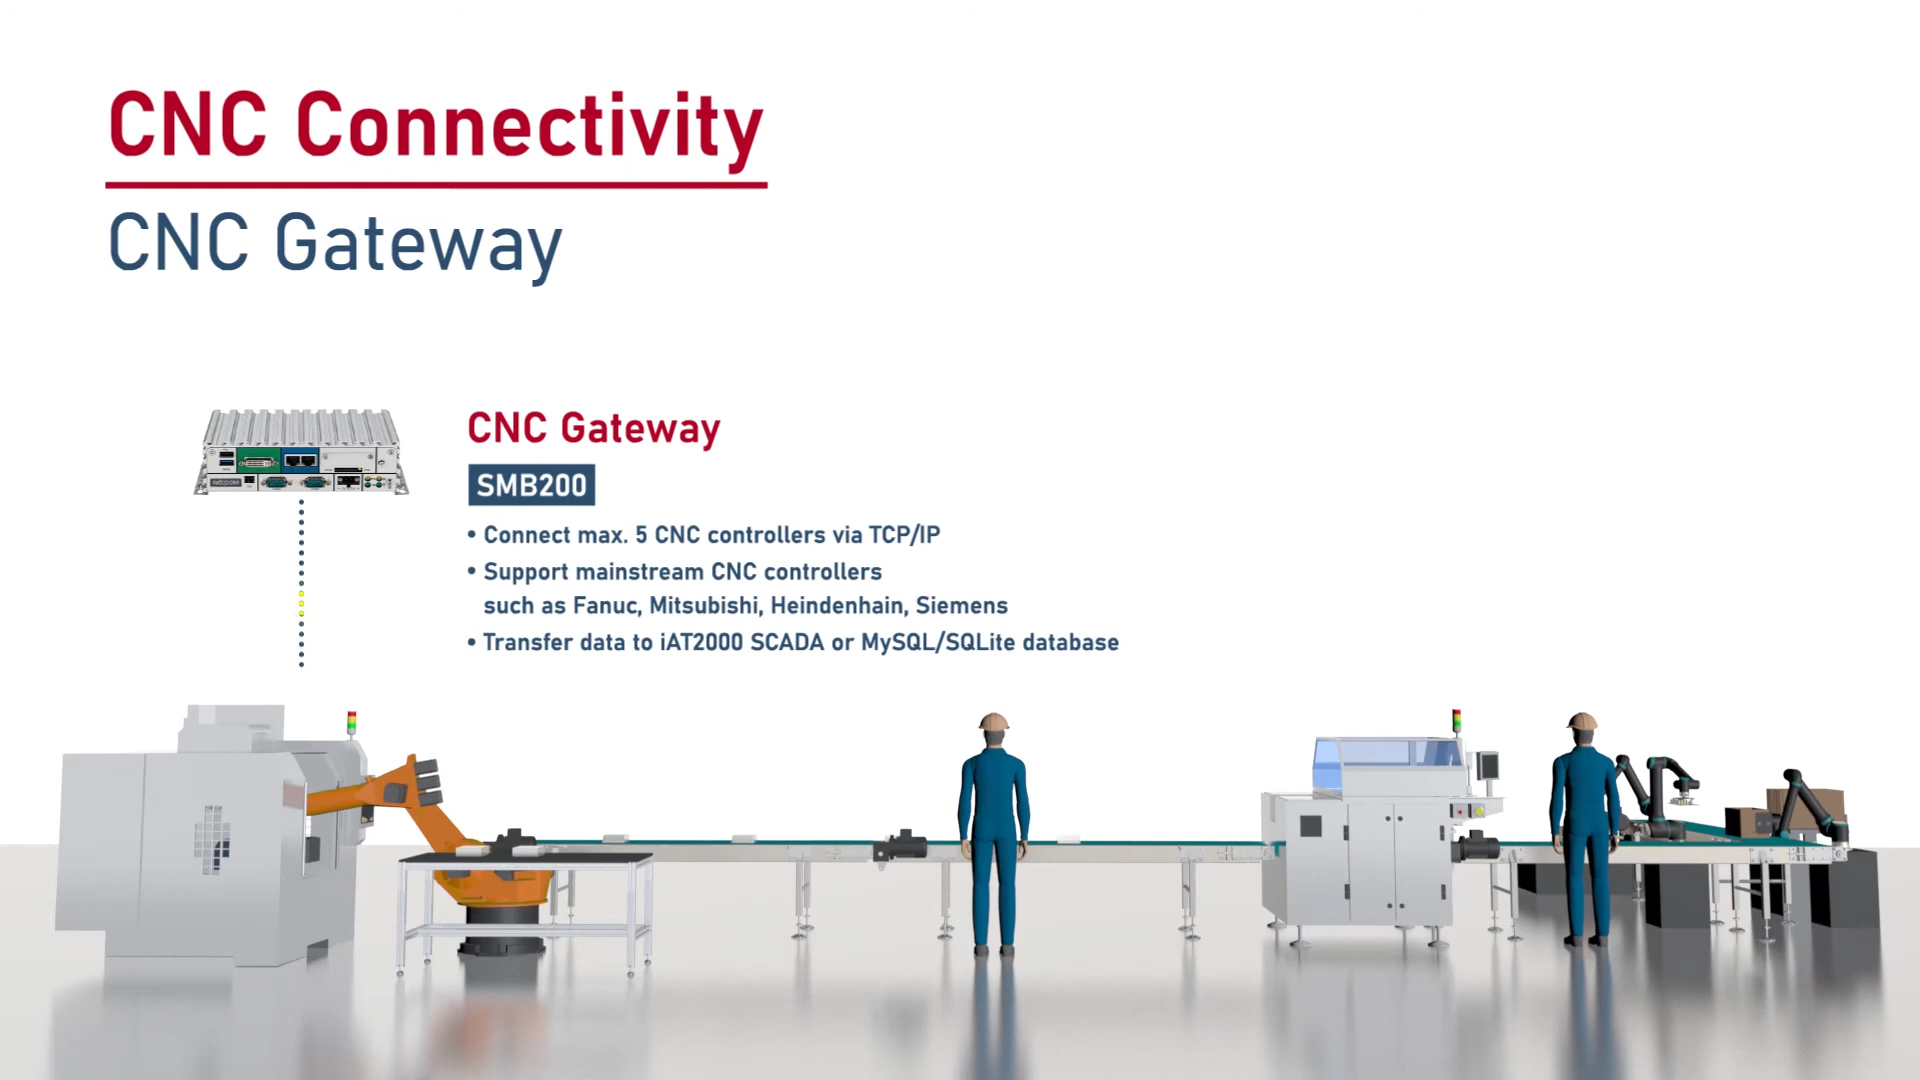 CNC Connectivity
CNC Gateway
CNC Gateway
SMB200
• Connect max. 5 CNC controllers via TCP/IP
• Support mainstream CNC controllers
such as Fanuc, Mitsubishi, Heindenhain, Siemens
• Transfer data to iAT2000 SCADA or MySQL/SQLite database
NEXCOM